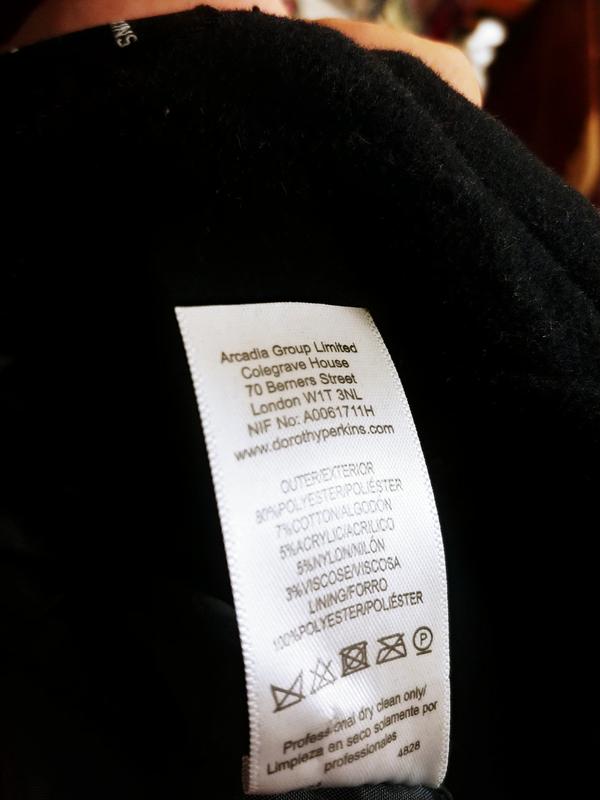 Arcadia Group Limited
Colegrave House
70 Berners Street
London W1T 3NL
NIF No: A0061711H
www.dorothyperkins.com
OUTER/EXTERIOR
80%POLYESTER/POLIÉSTER
7%COTTON/ALGODÓN
5%ACRYLIC/ACRILICO
5%NYLON/NILÓN
3%VISCOSE/VISCOSA
LINING/FORRO
100%POLYESTER/POLIÉSTER
P
Professional dry clean only/
Limpieza en seco solamente por
professionales
4828